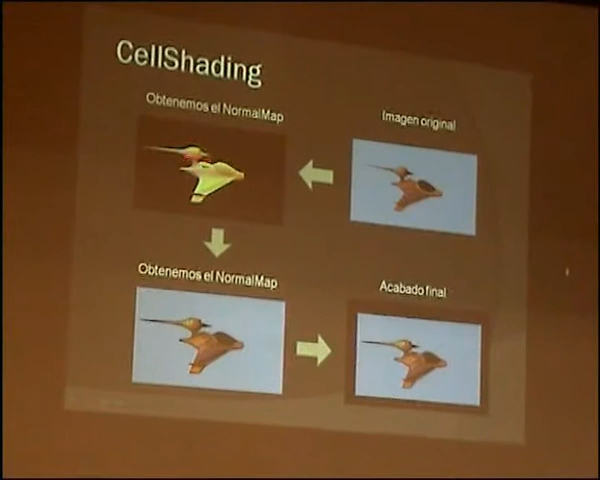 CellShading
Obtenemos el NormalMap
Imagen original
Obtenemos el NormalMap
Acabado final